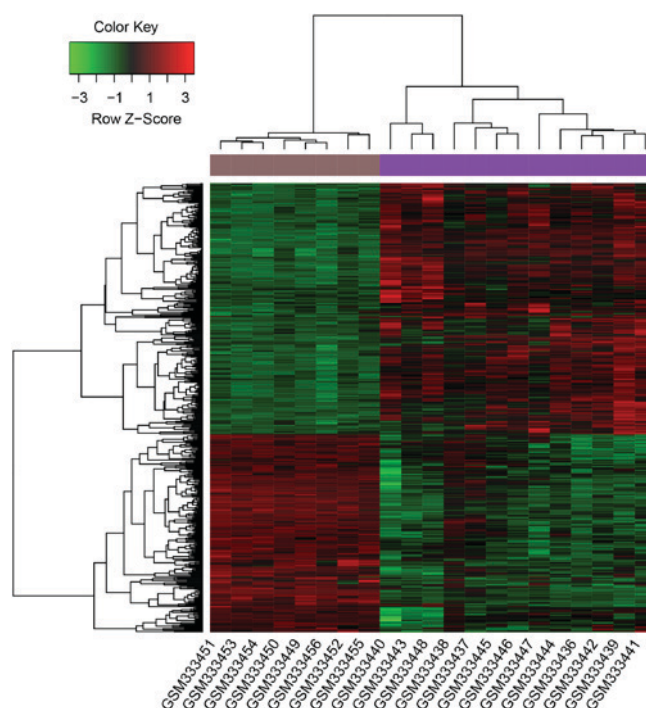 Color Key
−3 −1 1 3
Row Z−Score
GSM333451
GSM333453
GSM333454
GSM333450
GSM333449
GSM333456
GSM333452
GSM333455
GSM333440
GSM333443
GSM333448
GSM333438
GSM333437
GSM333445
GSM333446
GSM333447
GSM333444
GSM333436
GSM333442
GSM333439
GSM333441